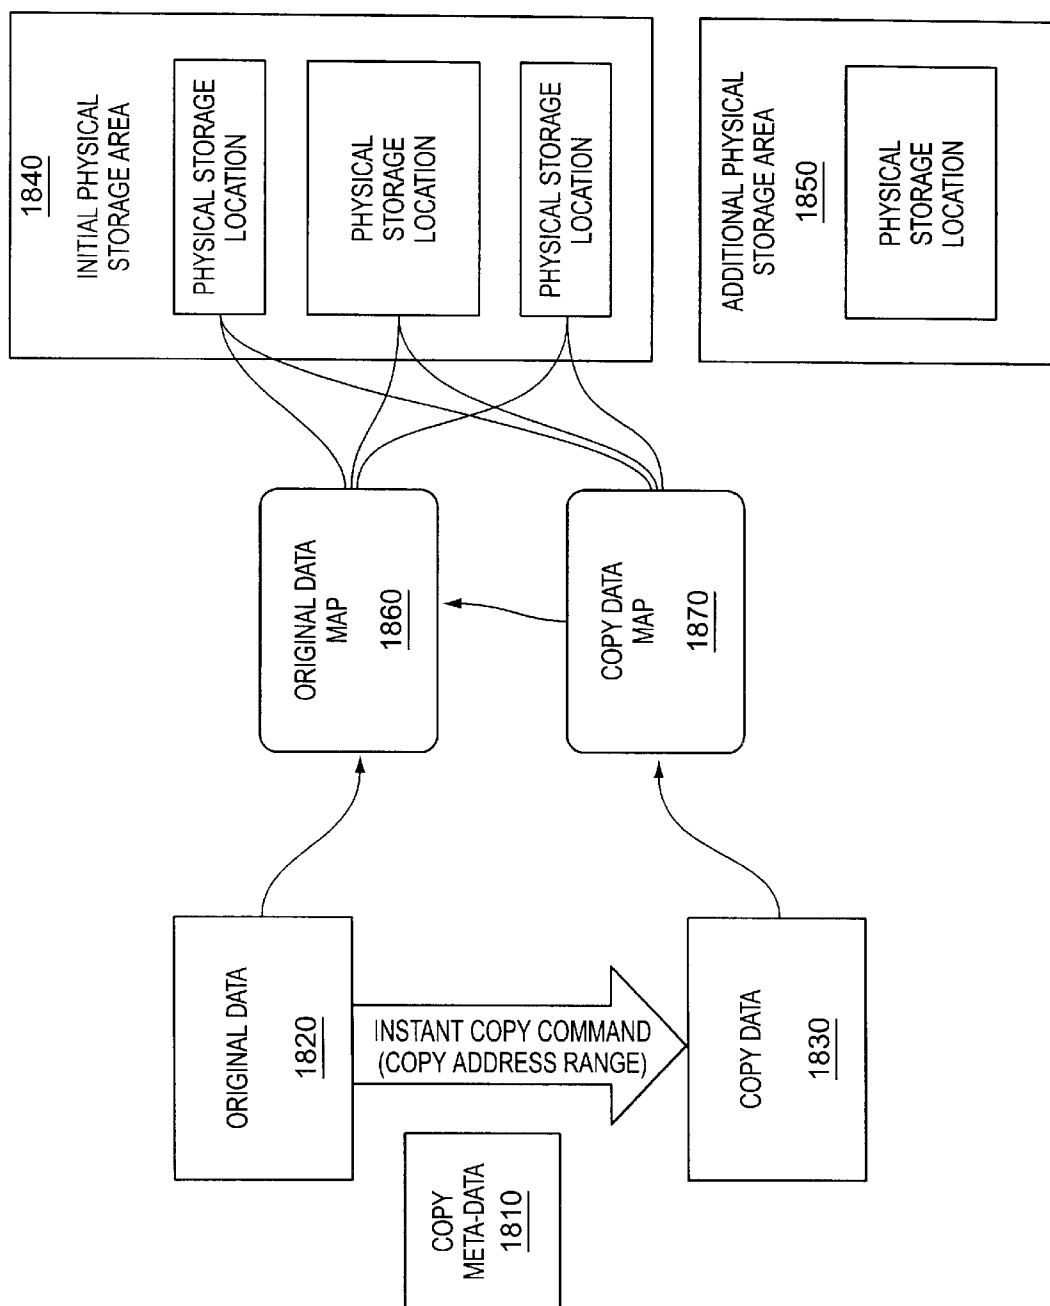 COPY
META-DATA
1810
ORIGINAL DATA
1820
INSTANT COPY COMMAND
(COPY ADDRESS RANGE)
COPY DATA
1830
ORIGINAL DATA
MAP
1860
COPY DATA
MAP
1870
1840
INITIAL PHYSICAL
STORAGE AREA
PHYSICAL STORAGE
LOCATION
PHYSICAL
STORAGE
LOCATION
PHYSICAL STORAGE
LOCATION
ADDITIONAL PHYSICAL
STORAGE AREA
1850
PHYSICAL
STORAGE
LOCATION